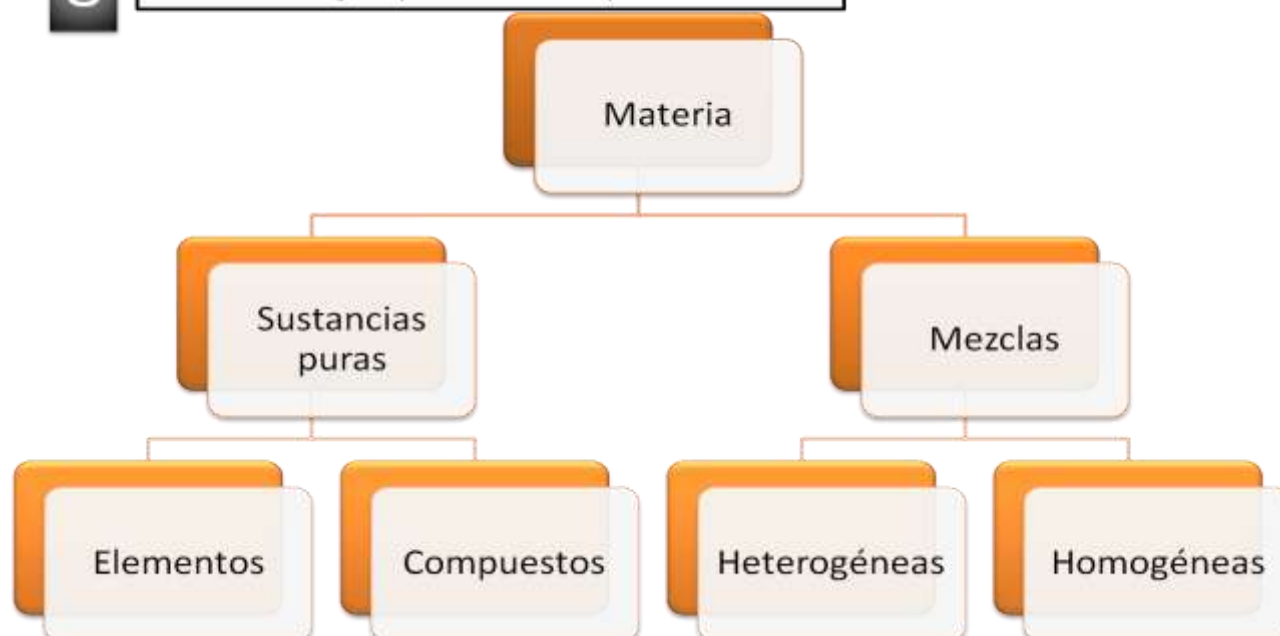 Materia
Sustancias
puras
Mezclas
Elementos
Compuestos
Heterogéneas
Homogéneas